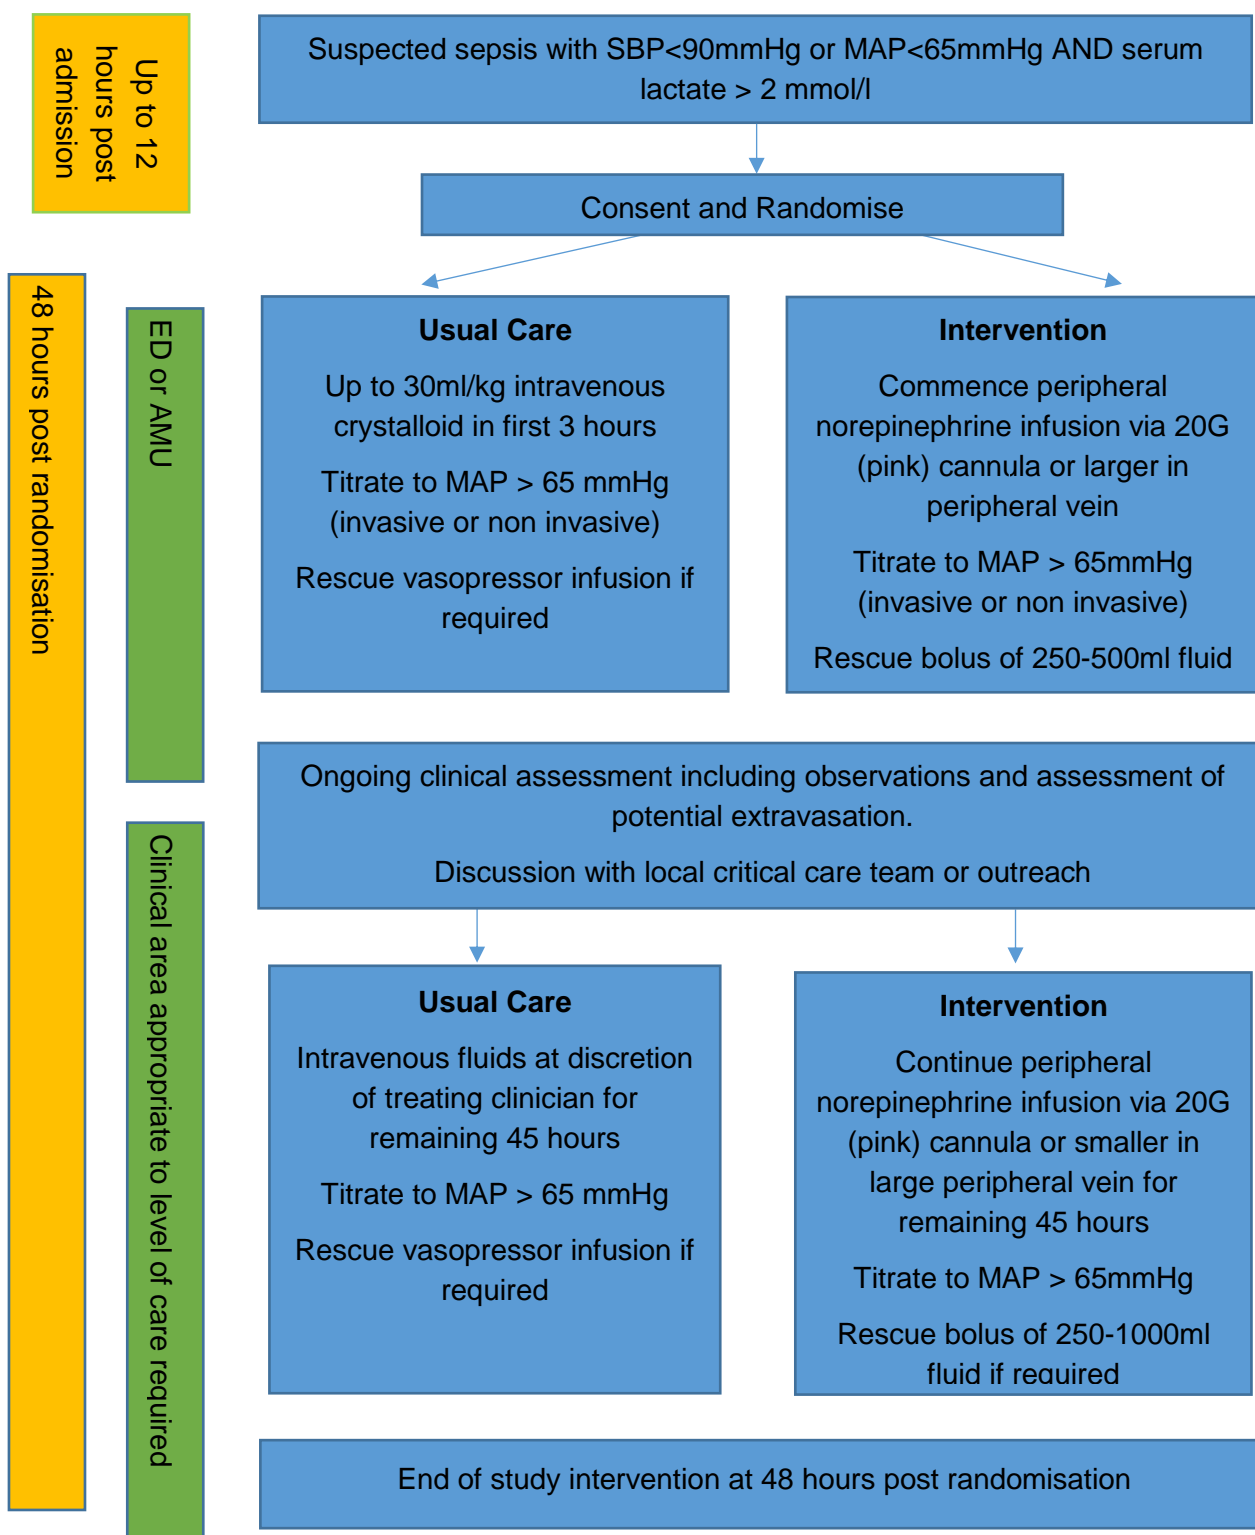 Up to 12
hours post
admission
Suspected sepsis with SBP<90mmHg or MAP<65mmHg AND serum
lactate > 2 mmol/l
Consent and Randomise
48 hours post randomisation
ED or AMU
Usual Care
Up to 30ml/kg intravenous
crystalloid in first 3 hours
Titrate to MAP > 65 mmHg
(invasive or non invasive)
Rescue vasopressor infusion if
required
Intervention
Commence peripheral
norepinephrine infusion via 20G
(pink) cannula or larger in
peripheral vein
Titrate to MAP > 65mmHg
(invasive or non invasive)
Rescue bolus of 250-500ml fluid
Ongoing clinical assessment including observations and assessment of
potential extravasation.
Discussion with local critical care team or outreach
Clinical area appropriate to level of care required
Usual Care
Intravenous fluids at discretion
of treating clinician for
remaining 45 hours
Titrate to MAP > 65 mmHg
Rescue vasopressor infusion if
required
Intervention
Continue peripheral
norepinephrine infusion via 20G
(pink) cannula or smaller in
large peripheral vein for
remaining 45 hours
Titrate to MAP > 65mmHg
Rescue bolus of 250-1000ml
fluid if required
End of study intervention at 48 hours post randomisation